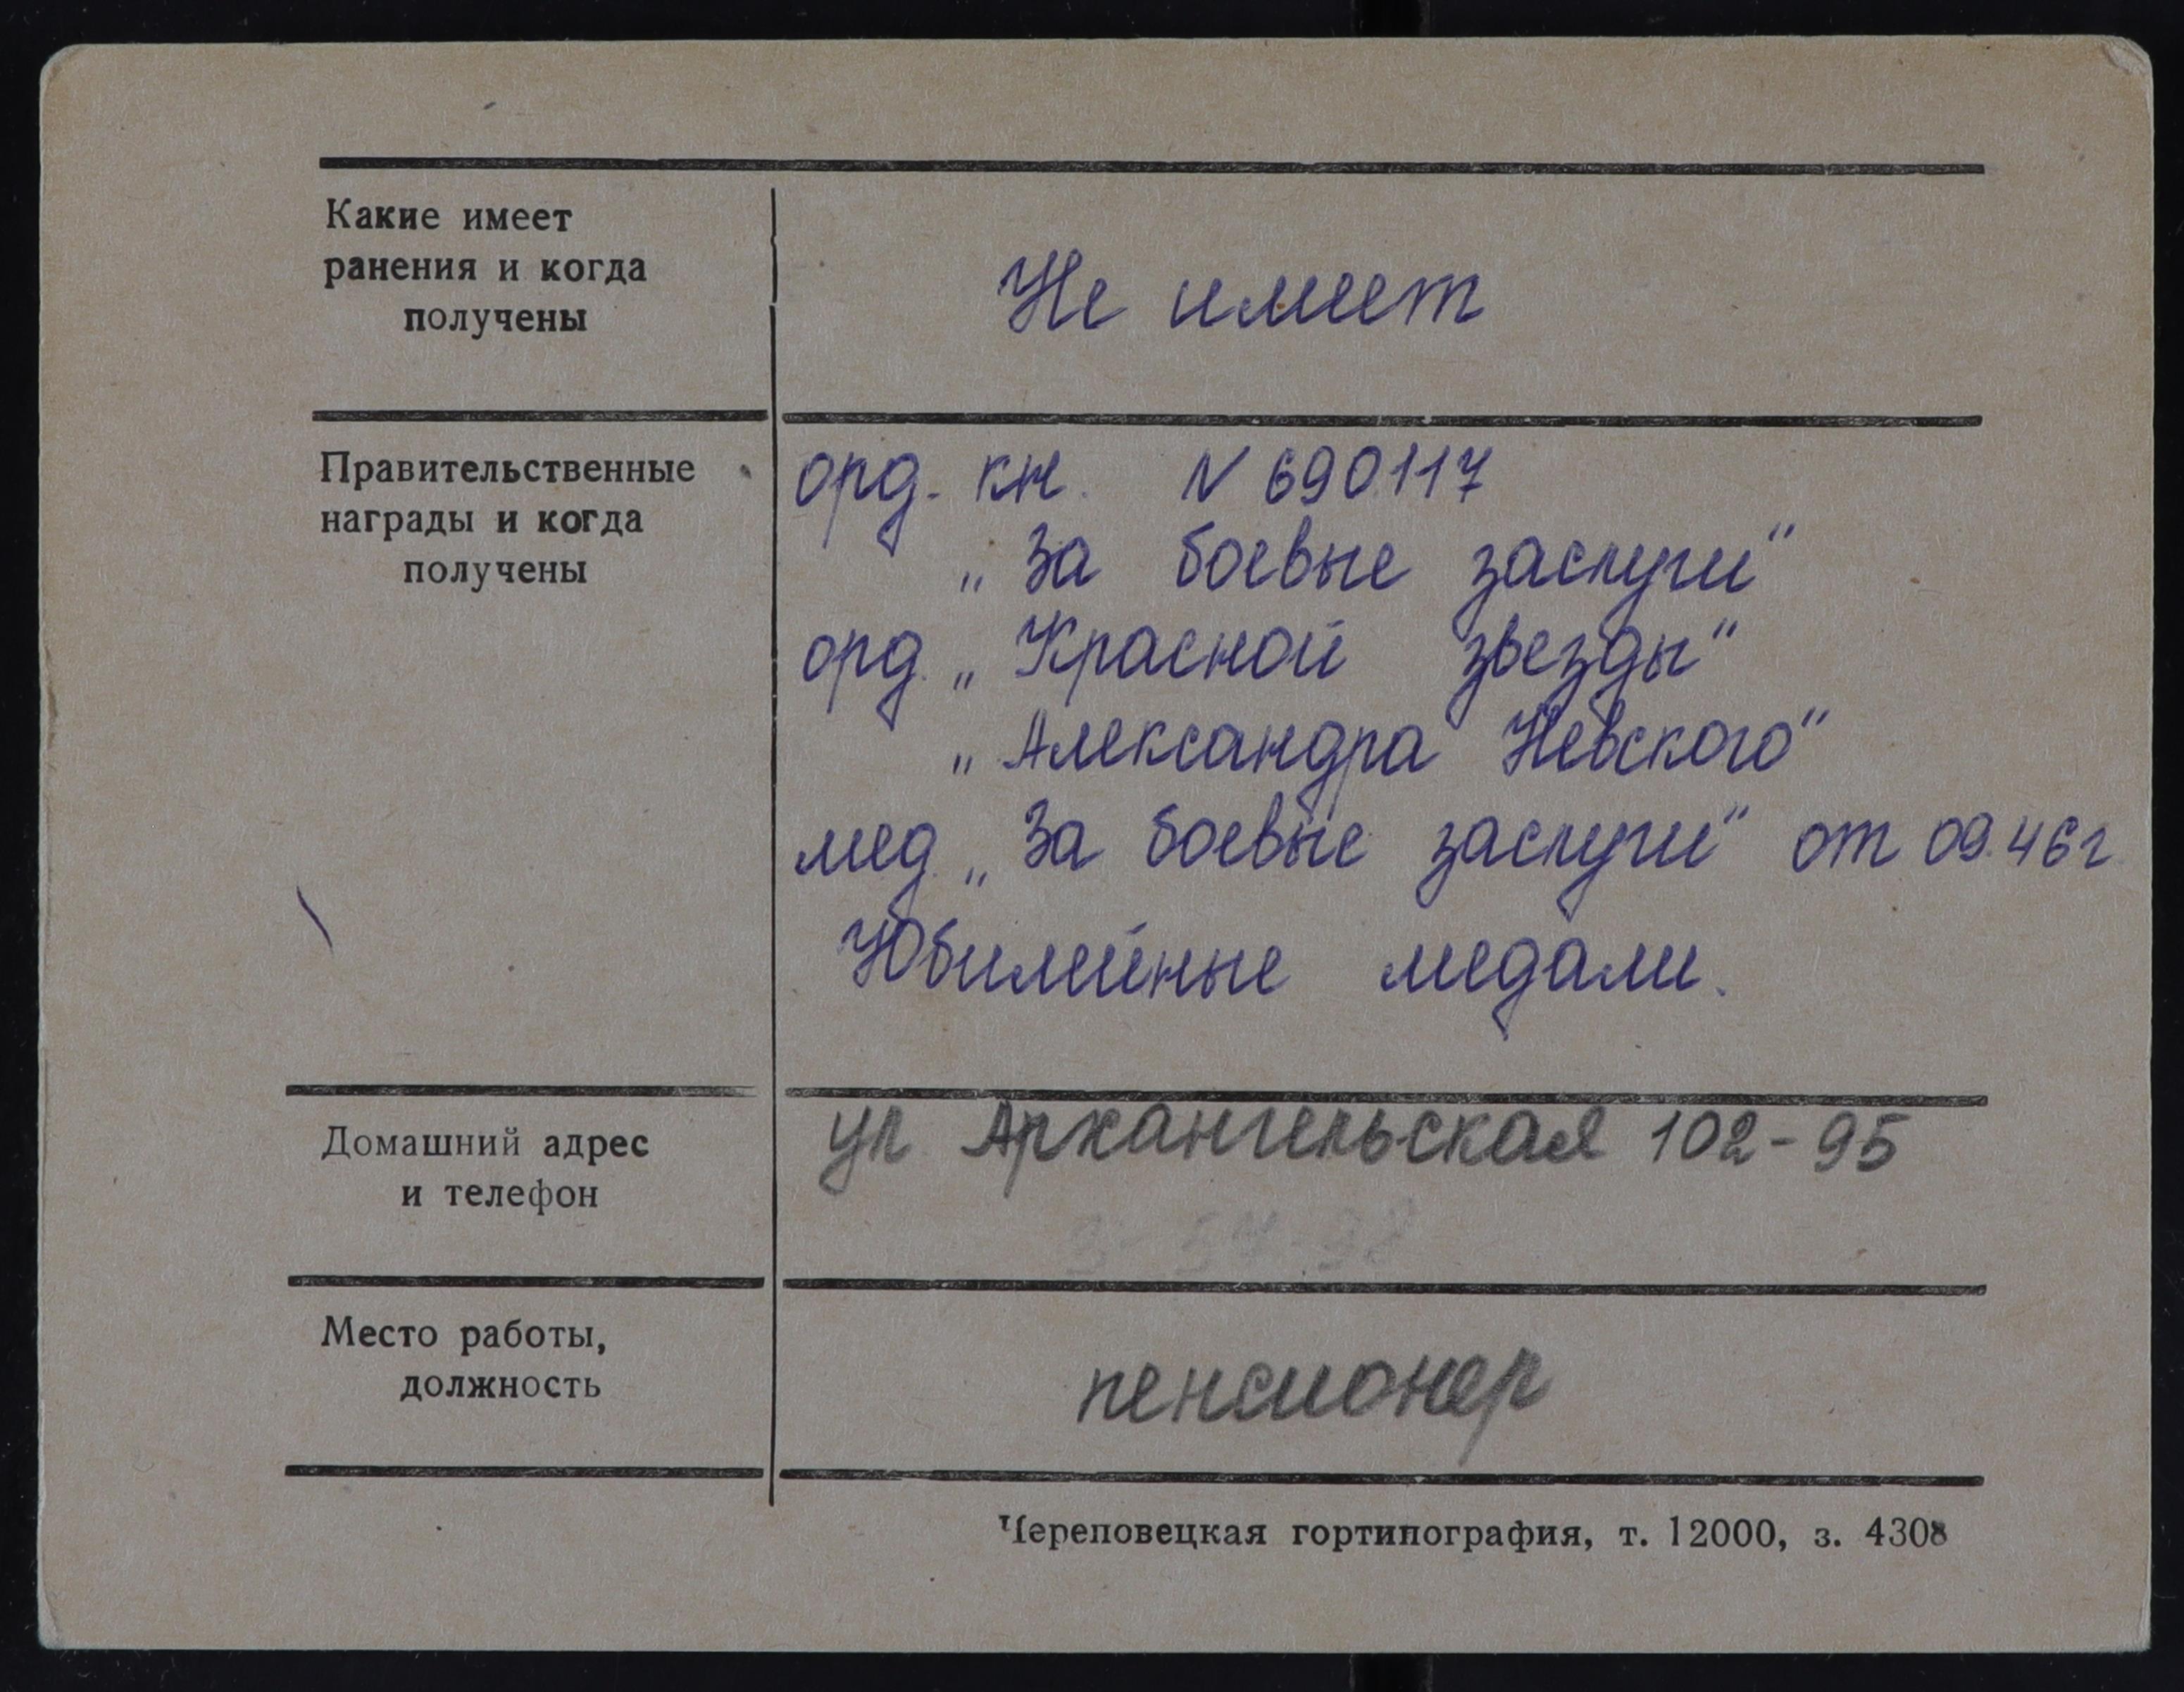 Какие имеет
ранения и когда
получены
Не имеет
Правительственные
награды и когда
получены
орд. кн. N 690117
„За боевые заслуги“
орд. „Красной звезды“
„Александра Невского“
мед. „За боевые заслуги“ от 09.46г
Юбилейные медали.
Домашний адрес
и телефон
ул Архангельская 102-95
Место работы,
должность
пенсионер
Череповецкая гортипография, т. 12000, з. 4308